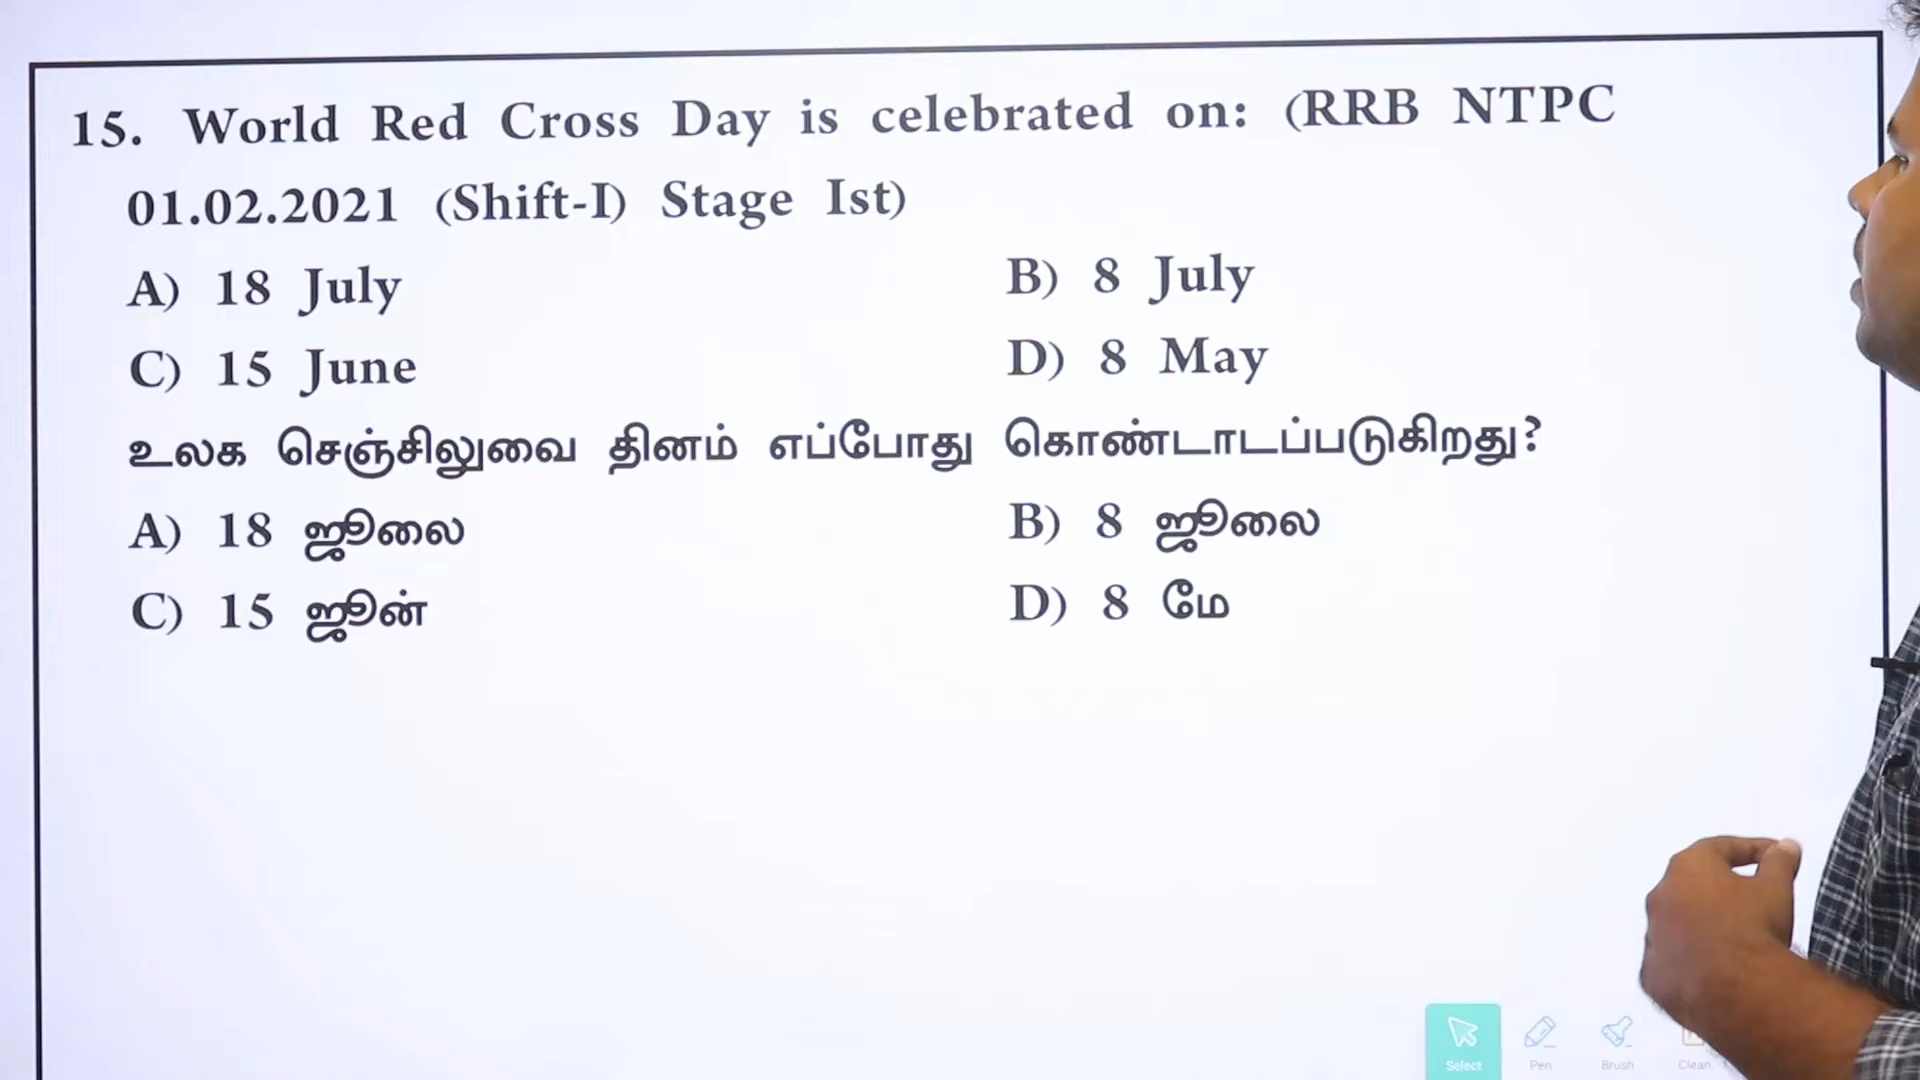 15. World Red Cross Day is celebrated on: (RRB NTPC
01.02.2021 (Shift-I) Stage Ist)
A) 18 July B) 8 July
C) 15 June D) 8 May
உலக செஞ்சிலுவை தினம் எப்போது கொண்டாடப்படுகிறது?
A) 18 ஜூலை B) 8 ஜூலை
C) 15 ஜூன் D) 8 மே
Select Pen Brush Clean